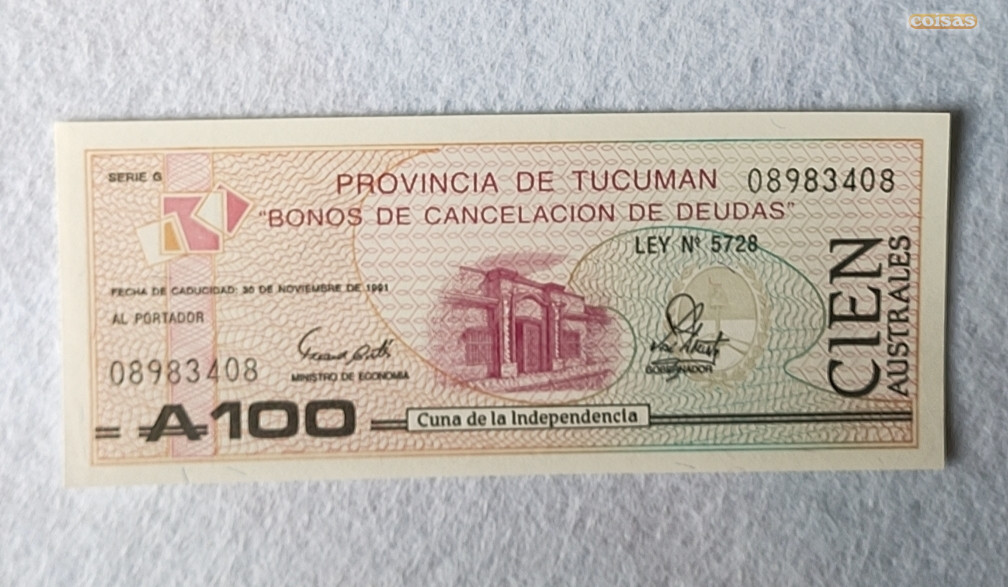 coisas
SERIE G
PROVINCIA DE TUCUMAN 08983408
"BONOS DE CANCELACION DE DEUDAS"
LEY Nº 5728
FECHA DE CADUCIDAD: 30 DE NOVIEMBRE DE 1991
AL PORTADOR
08983408
MINISTRO DE ECONOMIA
GOBERNADOR
₳100
Cuna de la Independencia
CIEN
AUSTRALES